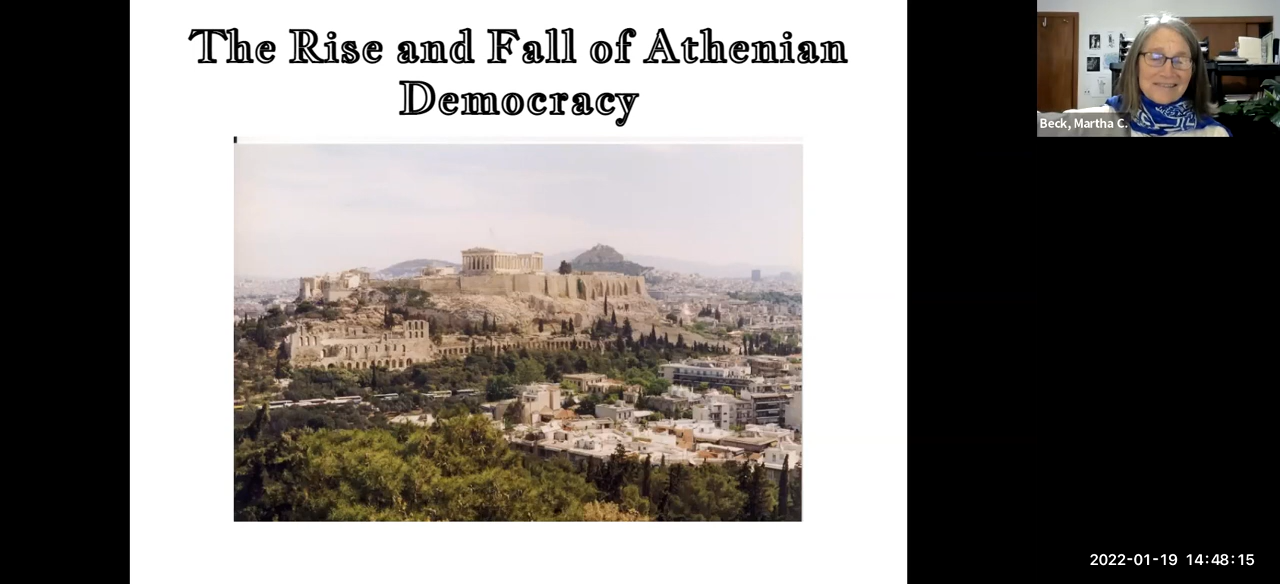 The Rise and Fall of Athenian
Democracy
Beck, Martha C.
2022-01-19 14:48:15